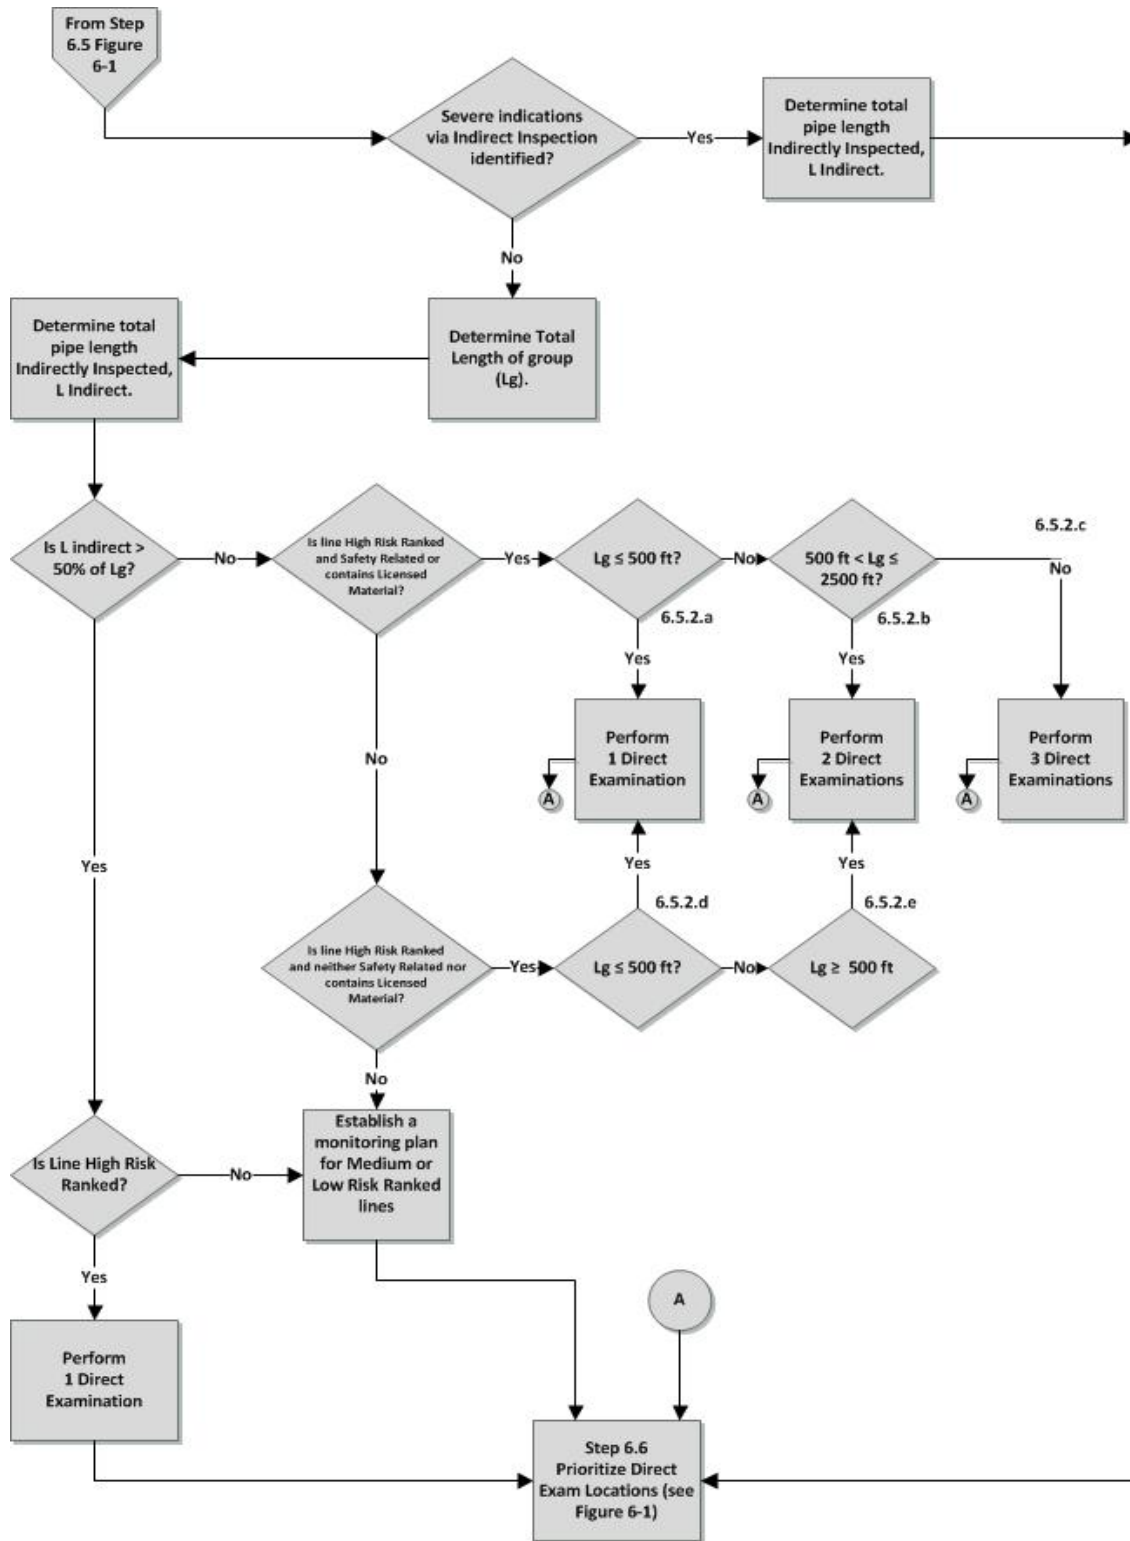 From Step
6.5 Figure
6-1
Severe indications
via Indirect Inspection
identified?
Yes
Determine total
pipe length
Indirectly Inspected,
L Indirect.
No
Determine total
pipe length
Indirectly Inspected,
L Indirect.
Determine Total
Length of group
(Lg).
Is L indirect >
50% of Lg?
No
Is line High Risk Ranked
and Safety Related or
contains Licensed
Material?
Yes
Lg ≤ 500 ft?
No
500 ft < Lg ≤
2500 ft?
6.5.2.c
No
6.5.2.a
6.5.2.b
Yes
Yes
No
Perform
1 Direct
Examination
A
Perform
2 Direct
Examinations
A
Perform
3 Direct
Examinations
A
Yes
Yes
Yes
6.5.2.d
6.5.2.e
Is line High Risk Ranked
and neither Safety Related nor
contains Licensed
Material?
Yes
Lg ≤ 500 ft?
No
Lg ≥ 500 ft
No
Is Line High Risk
Ranked?
No
Establish a
monitoring plan
for Medium or
Low Risk Ranked
lines
Yes
A
Perform
1 Direct
Examination
Step 6.6
Prioritize Direct
Exam Locations (see
Figure 6-1)